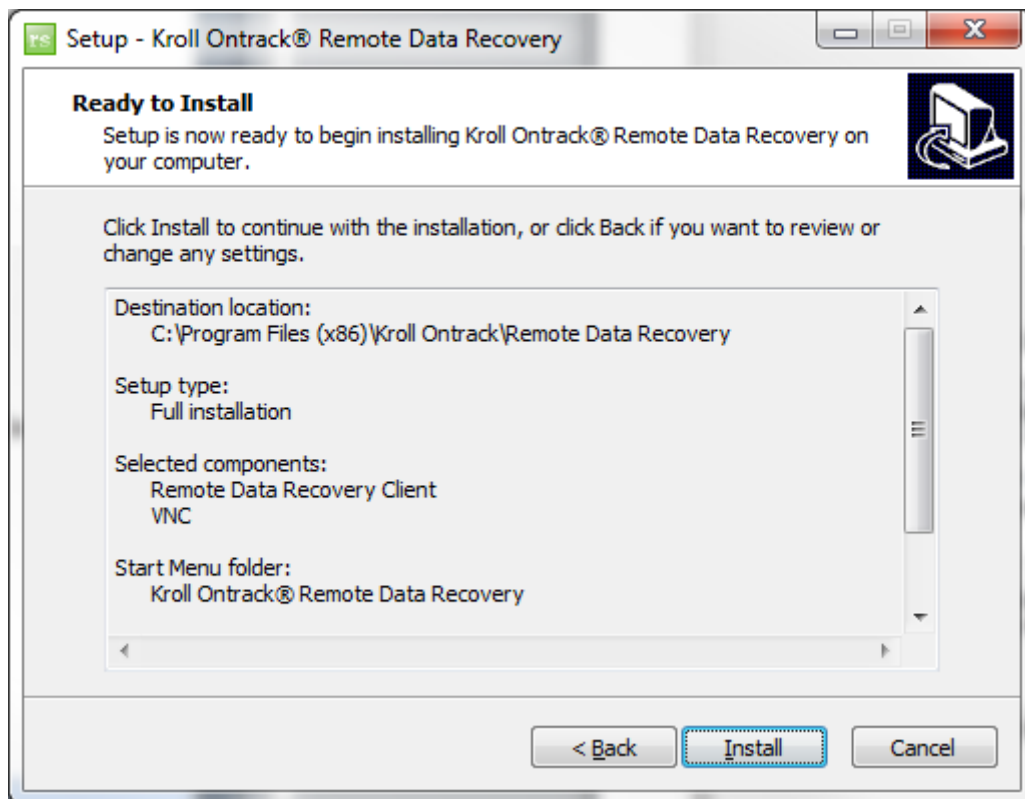 rs Setup - Kroll Ontrack® Remote Data Recovery
Ready to Install
Setup is now ready to begin installing Kroll Ontrack® Remote Data Recovery on
your computer.
Click Install to continue with the installation, or click Back if you want to review or
change any settings.
Destination location:
C:\Program Files (x86)\Kroll Ontrack\Remote Data Recovery
Setup type:
Full installation
Selected components:
Remote Data Recovery Client
VNC
Start Menu folder:
Kroll Ontrack® Remote Data Recovery
< Back Install Cancel